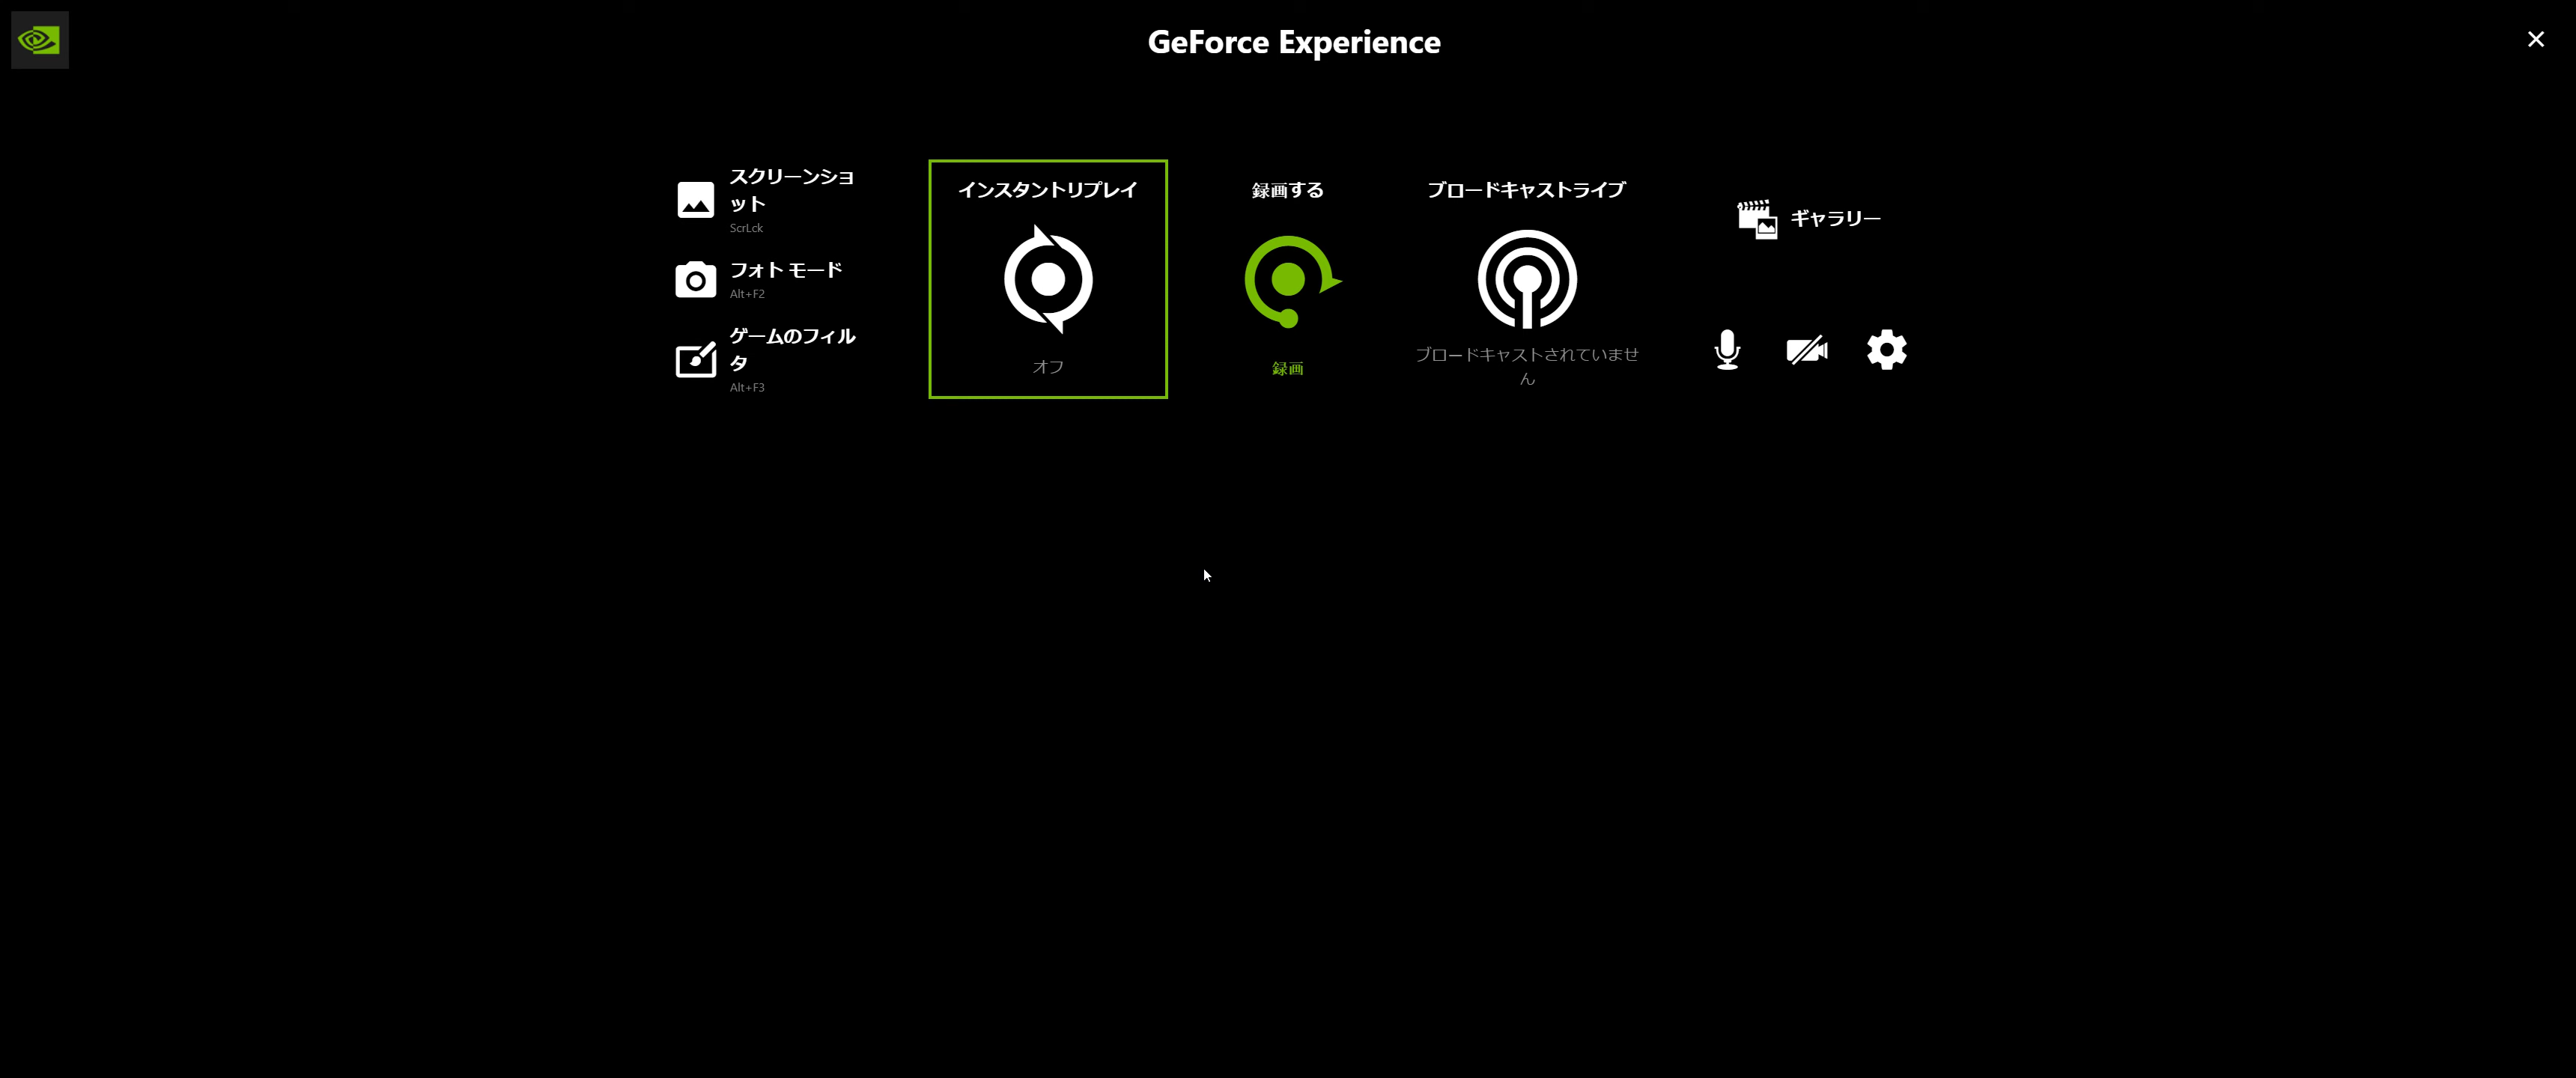 GeForce Experience
スクリーンショ
ット
ScrLck
フォト モード
Alt+F2
ゲームのフィル
タ
Alt+F3
インスタントリプレイ
オフ
録画する
録画
ブロードキャストライブ
ブロードキャストされていませ
ん
ギャラリー